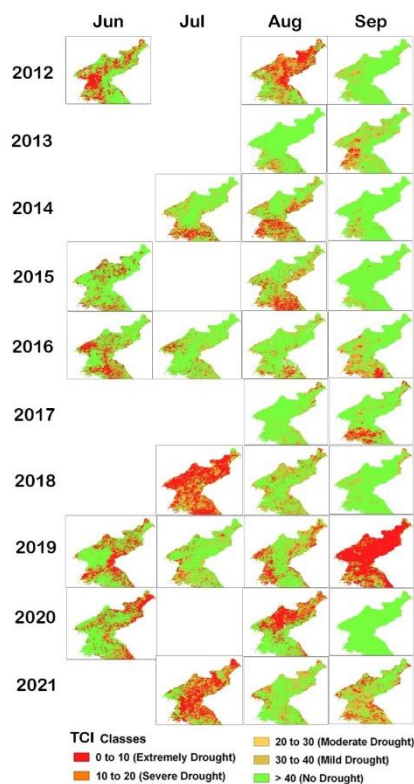 Jun Jul Aug Sep
2012
2013
2014
2015
2016
2017
2018
2019
2020
2021
TCI Classes
0 to 10 (Extremely Drought)
10 to 20 (Severe Drought)
20 to 30 (Moderate Drought)
30 to 40 (Mild Drought)
> 40 (No Drought)